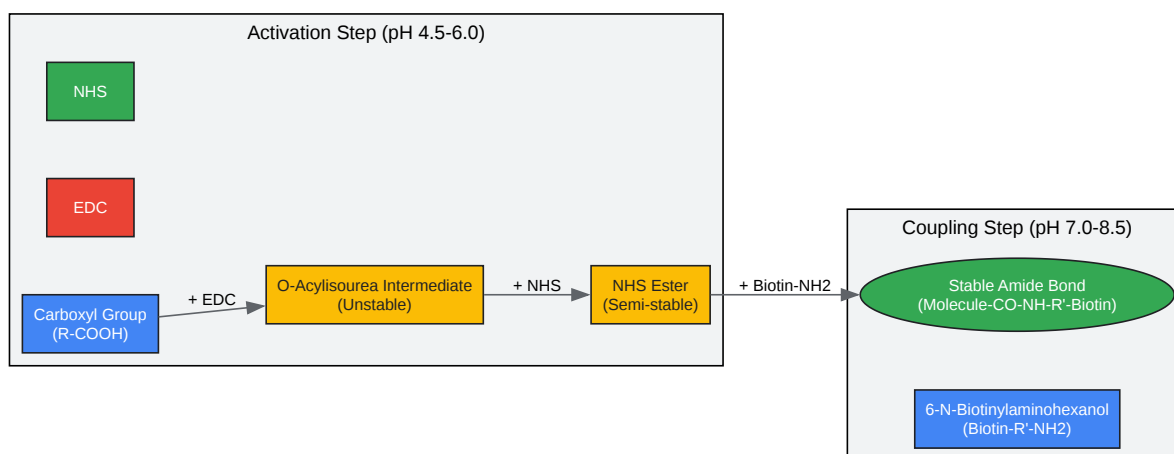 Activation Step (pH 4.5-6.0)
NHS
EDC
Carboxyl Group
(R-COOH)
+ EDC
O-Acylisourea Intermediate
(Unstable)
+ NHS
NHS Ester
(Semi-stable)
+ Biotin-NH2
Coupling Step (pH 7.0-8.5)
Stable Amide Bond
(Molecule-CO-NH-R'-Biotin)
6-N-Biotinylaminohexanol
(Biotin-R'-NH2)